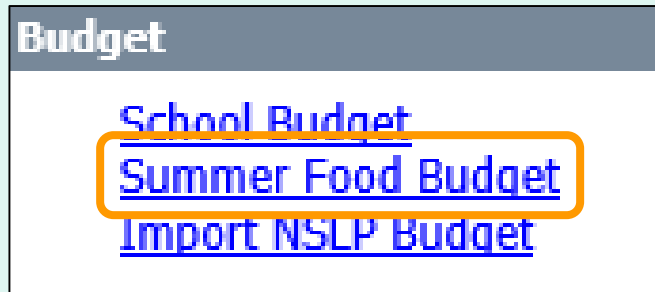 Budget
School Budget
Summer Food Budget
Import NSLP Budget